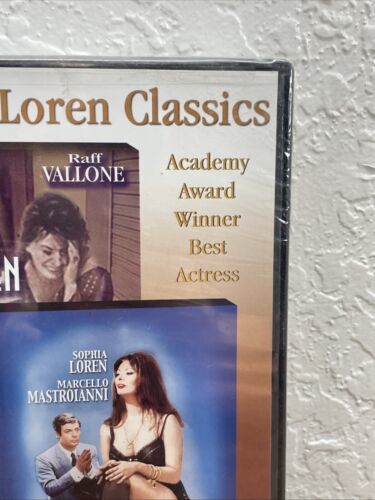 Loren Classics
Raff
VALLONE
Academy
Award
Winner
Best
Actress
SOPHIA
LOREN
MARCELLO
MASTROIANNI